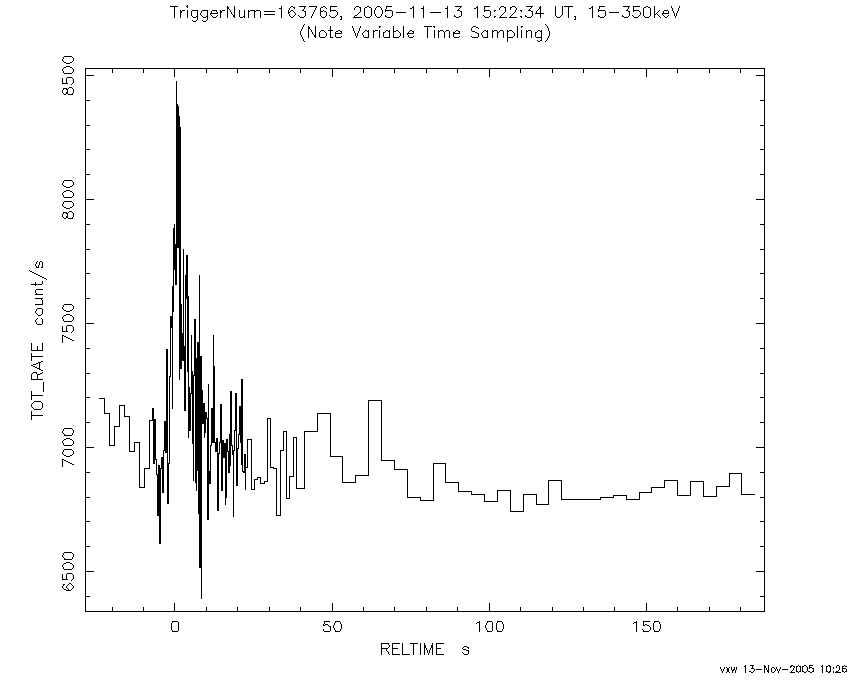 TriggerNum=163765, 2005-11-13 15:22:34 UT, 15-350keV
(Note Variable Time Sampling)
8500
8000
7500
7000
6500
TOT_RATE count/s
0 50 100 150
RELTIME s
vxw 13-Nov-2005 10:26